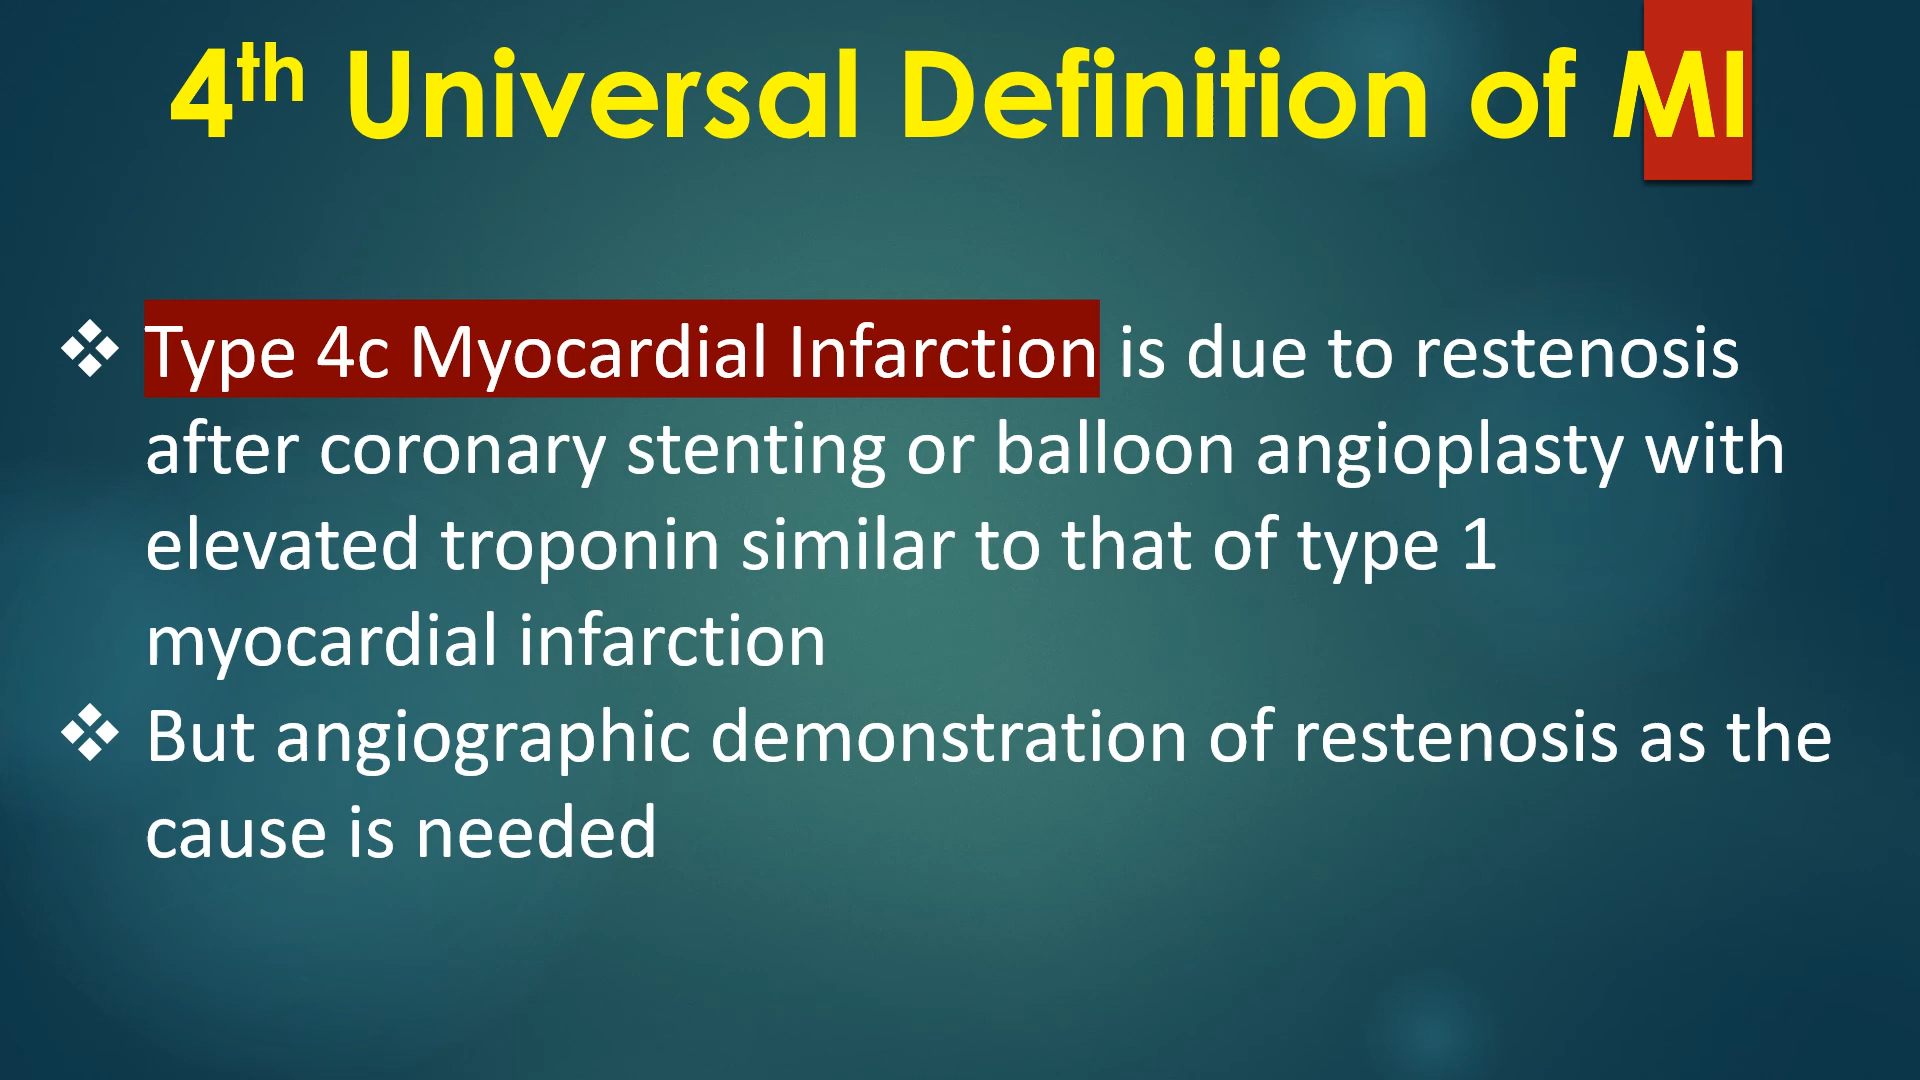 4th Universal Definition of MI
❖ Type 4c Myocardial Infarction is due to restenosis
after coronary stenting or balloon angioplasty with
elevated troponin similar to that of type 1
myocardial infarction
❖ But angiographic demonstration of restenosis as the
cause is needed